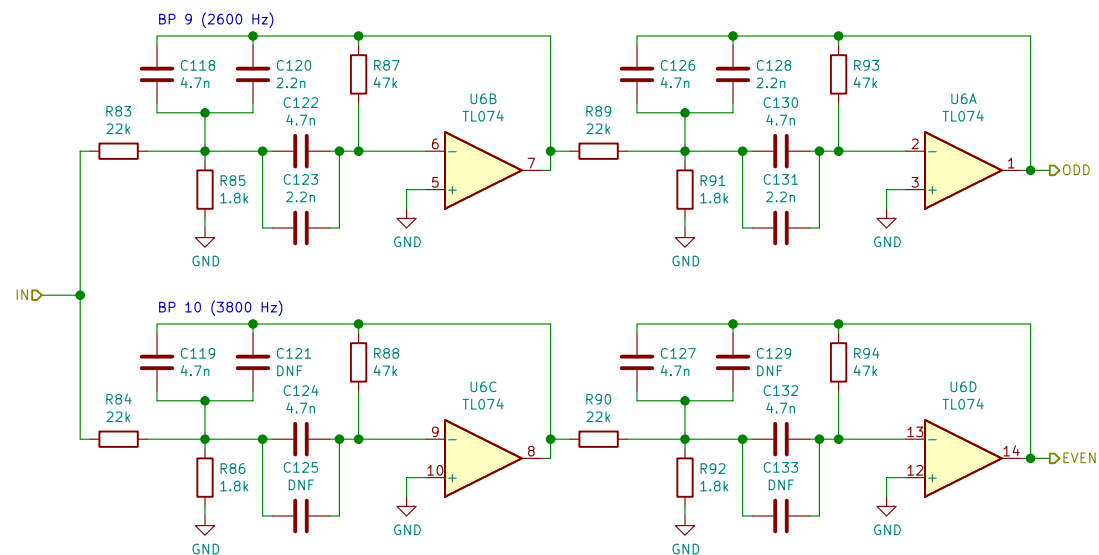 BP 9 (2600 Hz)
C118
4.7n
C120
2.2n
R87
47k
C126
4.7n
C128
2.2n
R93
47k
R83
22k
C122
4.7n
U6B
TL074
R89
22k
C130
4.7n
U6A
TL074
6
7
5
2
1
3
ODD
R85
1.8k
C123
2.2n
R91
1.8k
C131
2.2n
GND
GND
GND
GND
IN
BP 10 (3800 Hz)
C119
4.7n
C121
DNF
R88
47k
C127
4.7n
C129
DNF
R94
47k
R84
22k
C124
4.7n
U6C
TL074
R90
22k
C132
4.7n
U6D
TL074
9
8
10
13
14
12
EVEN
R86
1.8k
C125
DNF
R92
1.8k
C133
DNF
GND
GND
GND
GND